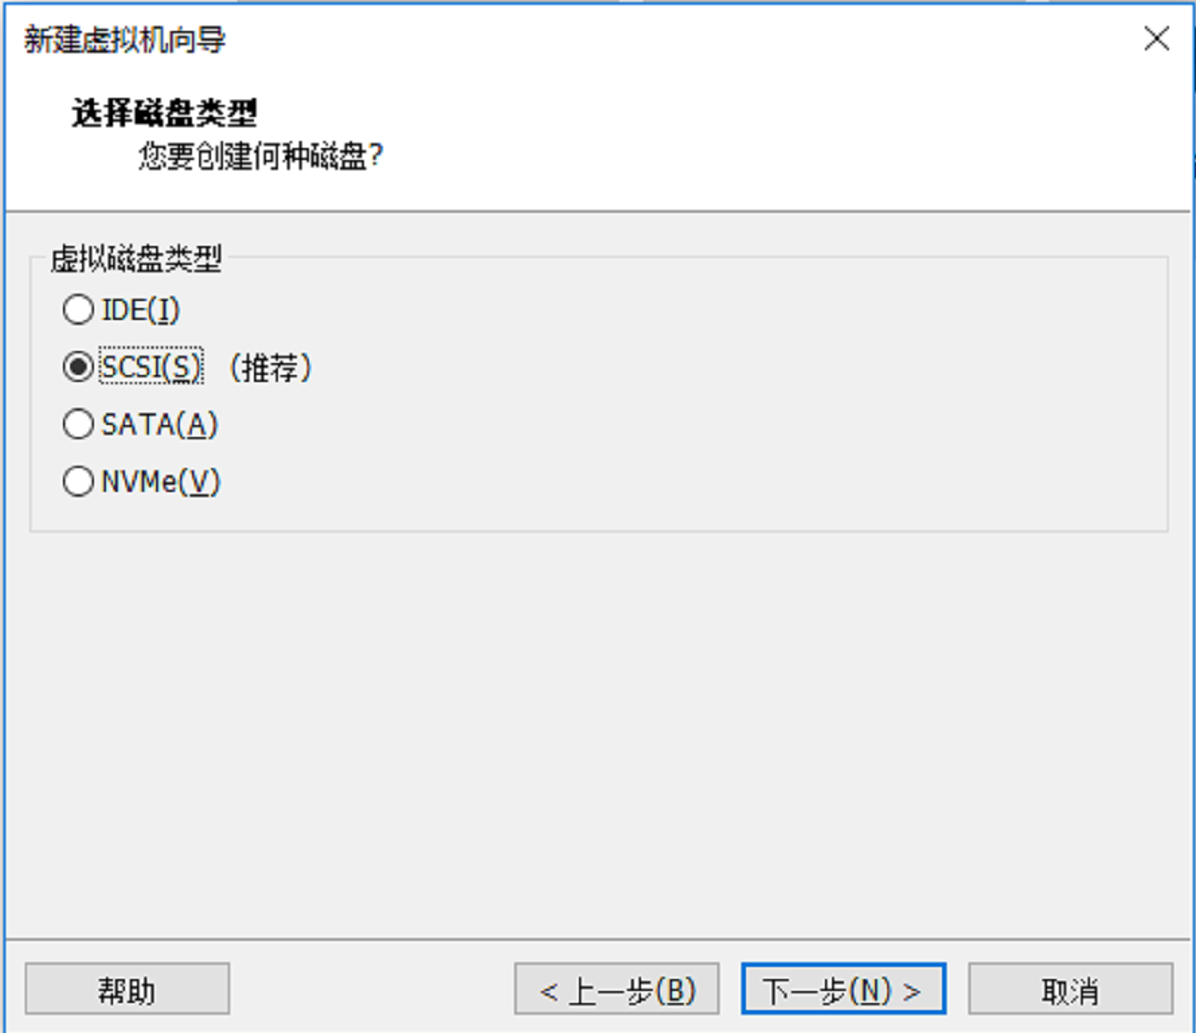 新建虚拟机向导
选择磁盘类型
您要创建何种磁盘?
虚拟磁盘类型
IDE(I)
SCSI(S) (推荐)
SATA(A)
NVMe(V)
帮助 < 上一步(B) 下一步(N) > 取消